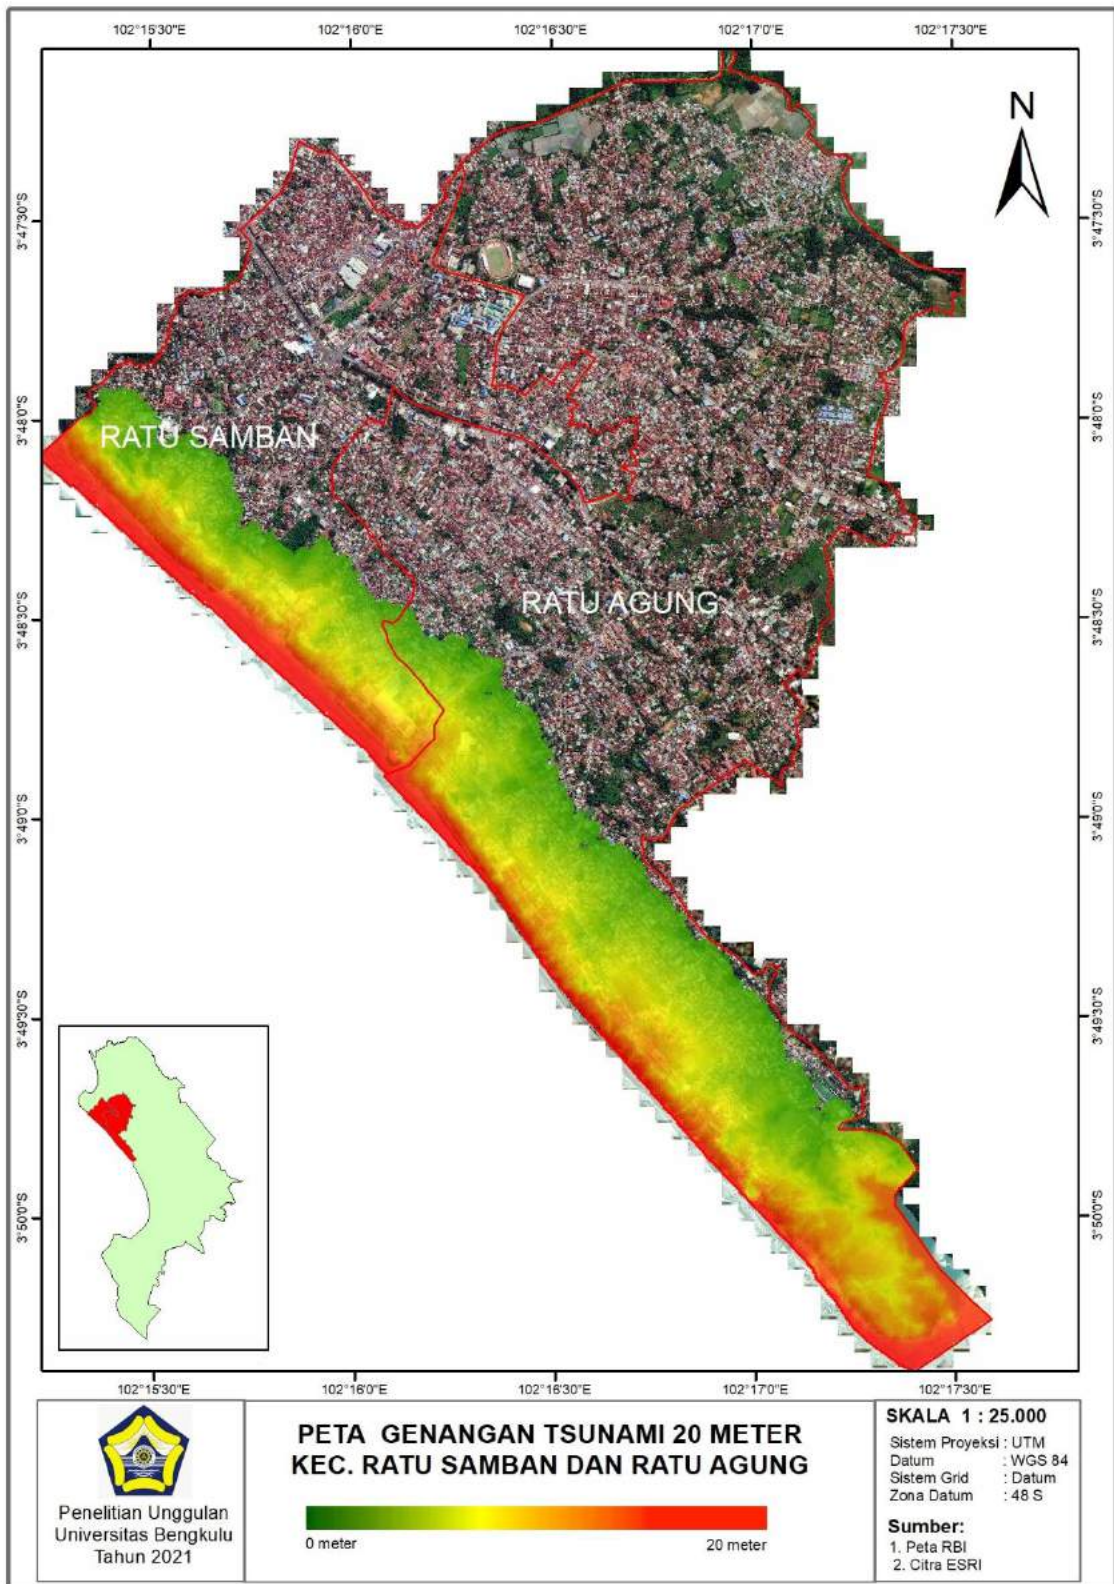 102°15'30"E 102°16'0"E 102°16'30"E 102°17'0"E 102°17'30"E
N
3°47'30"S 3°47'30"S
3°48'0"S 3°48'0"S
RATU SAMBAN
RATU AGUNG
3°48'30"S 3°48'30"S
3°49'0"S 3°49'0"S
3°49'30"S 3°49'30"S
3°50'0"S 3°50'0"S
102°15'30"E 102°16'0"E 102°16'30"E 102°17'0"E 102°17'30"E
Penelitian Unggulan
Universitas Bengkulu
Tahun 2021
PETA GENANGAN TSUNAMI 20 METER
KEC. RATU SAMBAN DAN RATU AGUNG
0 meter 20 meter
SKALA 1 : 25.000
Sistem Proyeksi : UTM
Datum : WGS 84
Sistem Grid : Datum
Zona Datum : 48 S
Sumber:
1. Peta RBI
2. Citra ESRI